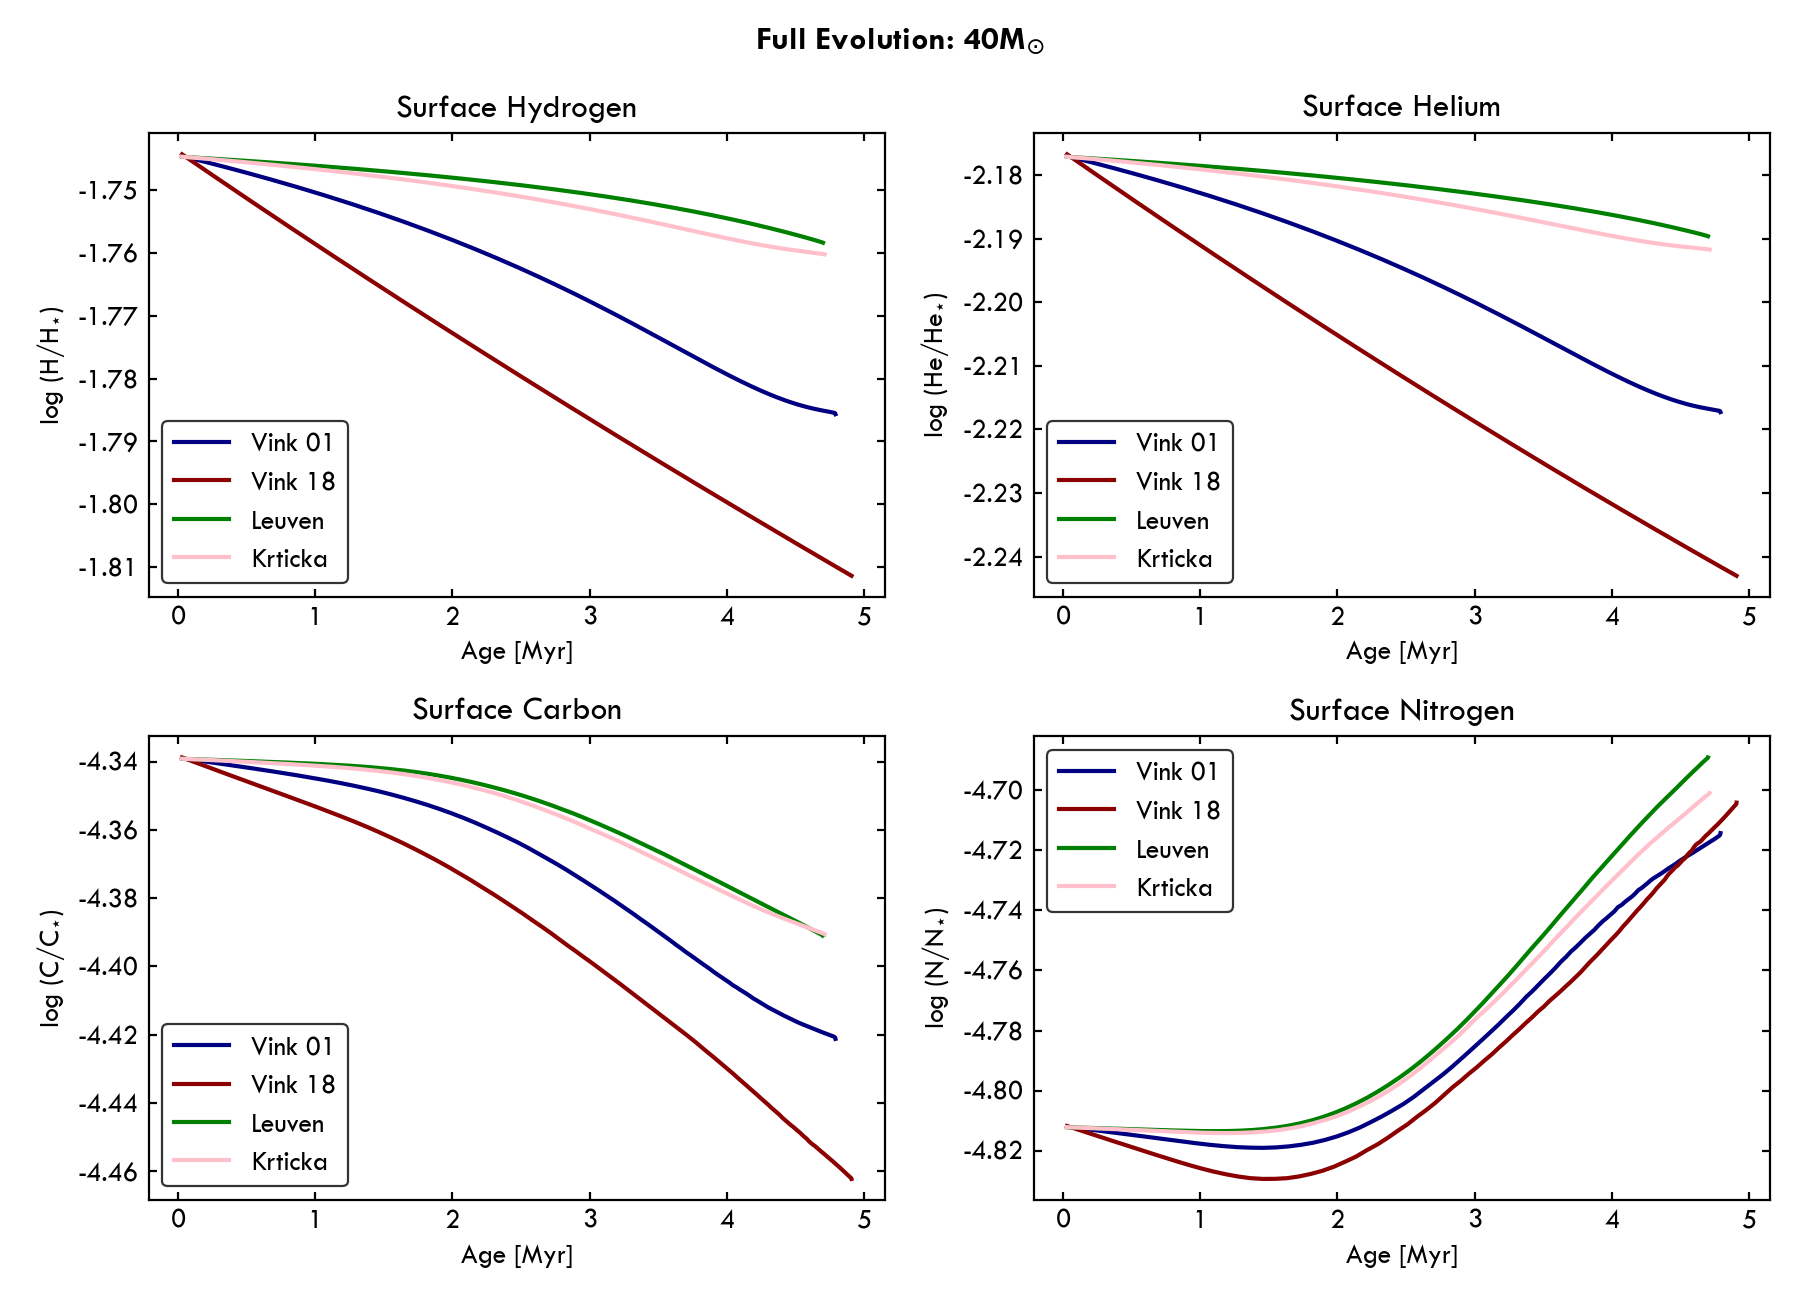 Full Evolution: 40M☉
Surface Hydrogen
log (H/H⋆)
-1.75
-1.76
-1.77
-1.78
-1.79
-1.80
-1.81
Vink 01
Vink 18
Leuven
Krticka
0 1 2 3 4 5
Age [Myr]
Surface Helium
log (He/He⋆)
-2.18
-2.19
-2.20
-2.21
-2.22
-2.23
-2.24
Vink 01
Vink 18
Leuven
Krticka
0 1 2 3 4 5
Age [Myr]
Surface Carbon
log (C/C⋆)
-4.34
-4.36
-4.38
-4.40
-4.42
-4.44
-4.46
Vink 01
Vink 18
Leuven
Krticka
0 1 2 3 4 5
Age [Myr]
Surface Nitrogen
log (N/N⋆)
-4.70
-4.72
-4.74
-4.76
-4.78
-4.80
-4.82
Vink 01
Vink 18
Leuven
Krticka
0 1 2 3 4 5
Age [Myr]